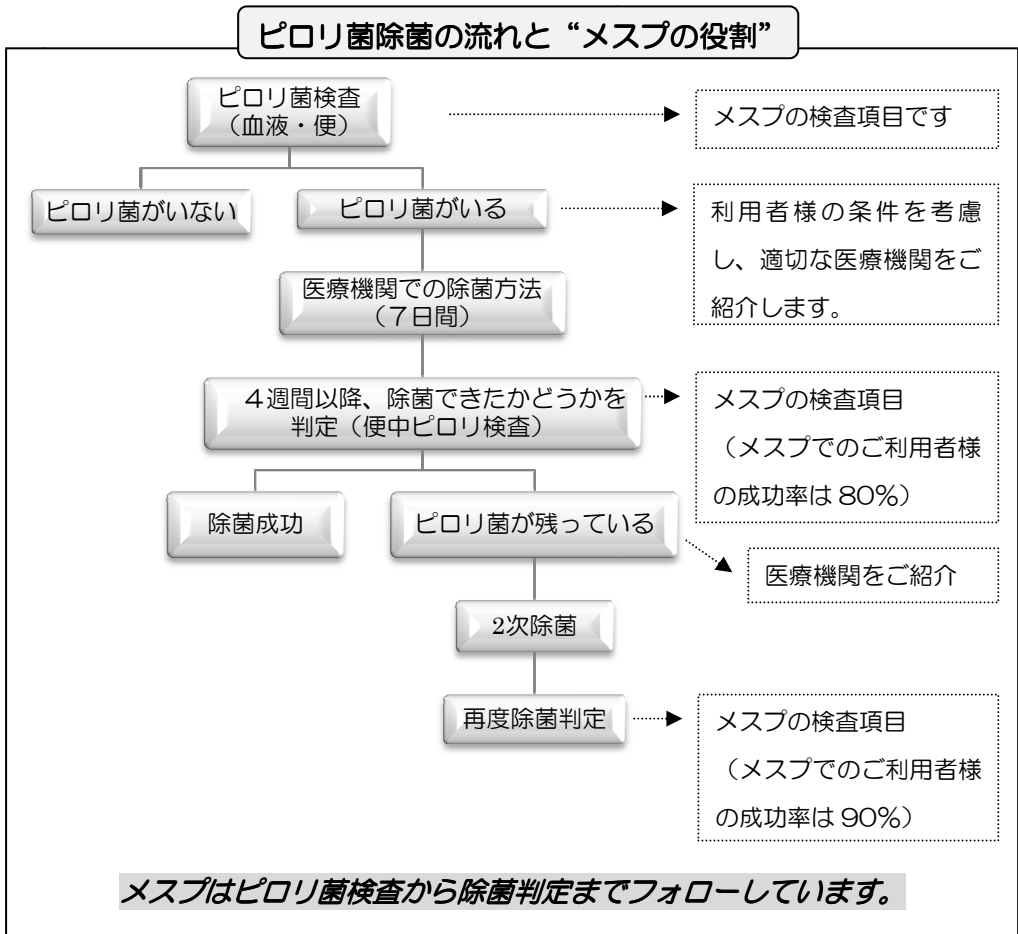 ピロリ菌除菌の流れと“メスプの役割”
ピロリ菌検査
（血液・便）
メスプの検査項目です
ピロリ菌がいない
ピロリ菌がいる
利用者様の条件を考慮
し、適切な医療機関をご
紹介します。
医療機関での除菌方法
（７日間）
４週間以降、除菌できたかどうかを
判定（便中ピロリ検査）
メスプの検査項目
（メスプでのご利用者様
の成功率は80%）
除菌成功
ピロリ菌が残っている
医療機関をご紹介
2次除菌
再度除菌判定
メスプの検査項目
（メスプでのご利用者様
の成功率は90%）
メスプはピロリ菌検査から除菌判定までフォローしています。